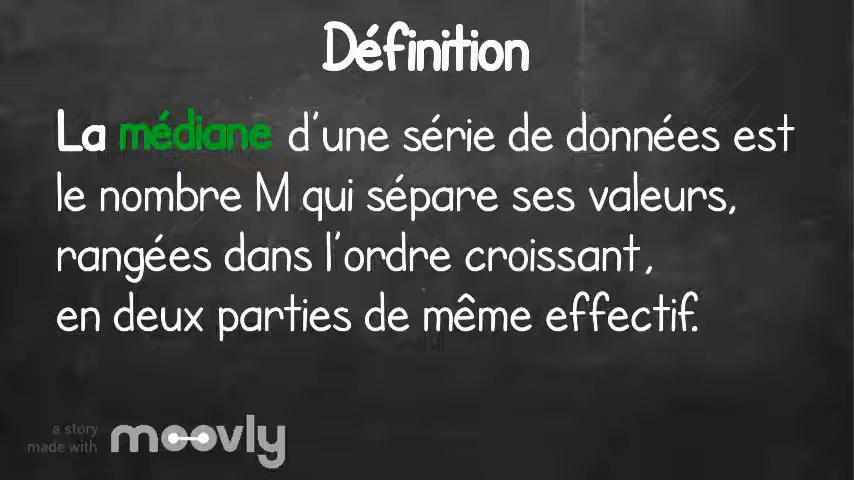 Définition
La médiane d'une série de données est
le nombre M qui sépare ses valeurs,
rangées dans l'ordre croissant,
en deux parties de même effectif.
a story
made with moovly